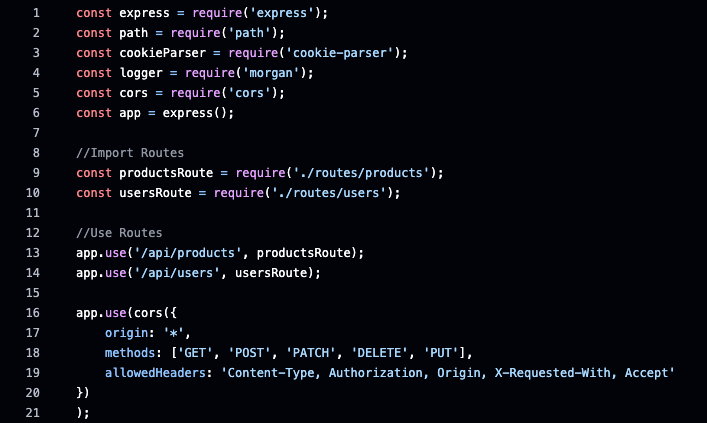 1 const express = require('express');
2 const path = require('path');
3 const cookieParser = require('cookie-parser');
4 const logger = require('morgan');
5 const cors = require('cors');
6 const app = express();
7
8 //Import Routes
9 const productsRoute = require('./routes/products');
10 const usersRoute = require('./routes/users');
11
12 //Use Routes
13 app.use('/api/products', productsRoute);
14 app.use('/api/users', usersRoute);
15
16 app.use(cors({
17     origin: '*',
18     methods: ['GET', 'POST', 'PATCH', 'DELETE', 'PUT'],
19     allowedHeaders: 'Content-Type, Authorization, Origin, X-Requested-With, Accept'
20 })
21 );